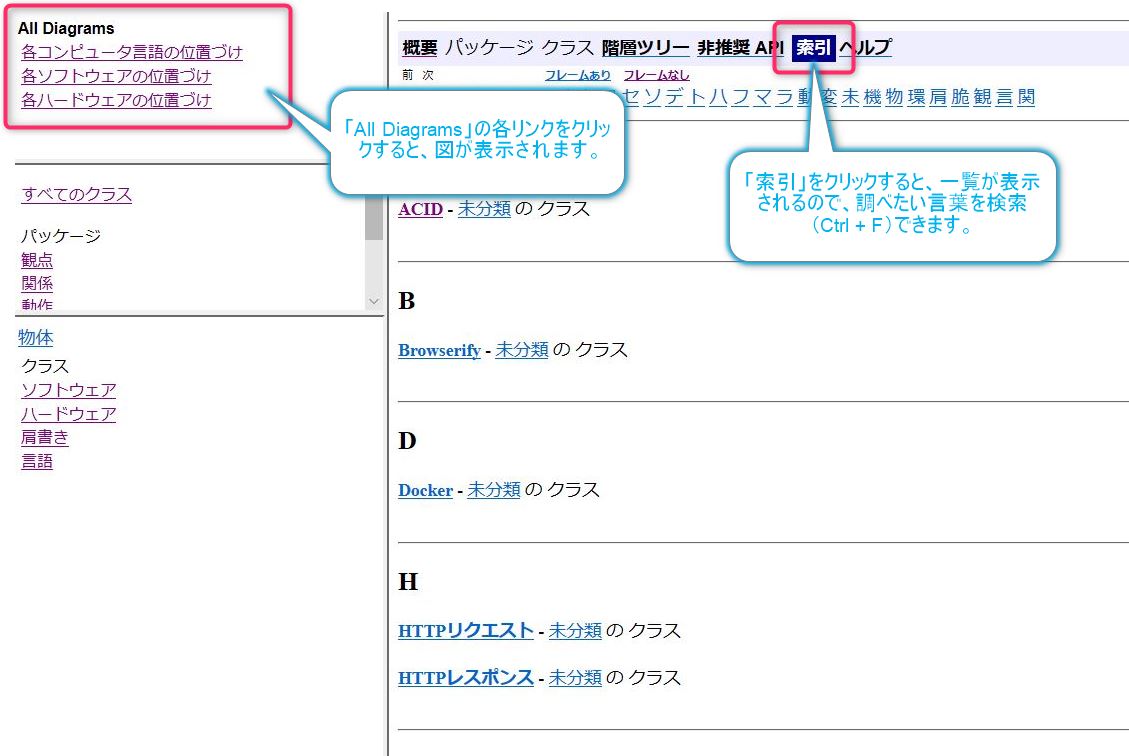 All Diagrams
各コンピュータ言語の位置づけ
各ソフトウェアの位置づけ
各ハードウェアの位置づけ
すべてのクラス
パッケージ
観点
関係
動作
物体
クラス
ソフトウェア
ハードウェア
肩書き
言語
概要 パッケージ クラス 階層ツリー 非推奨 API 索引 ヘルプ
前 次 フレームあり フレームなし
セ ソ デ ト ハ フ マ ラ 動 変 未 機 物 環 肩 脆 観 言 関
「All Diagrams」の各リンクをクリッ
クすると、図が表示されます。
「索引」をクリックすると、一覧が表示
されるので、調べたい言葉を検索
(Ctrl + F)できます。
ACID - 未分類 の クラス
B
Browserify - 未分類 の クラス
D
Docker - 未分類 の クラス
H
HTTPリクエスト - 未分類 の クラス
HTTPレスポンス - 未分類 の クラス